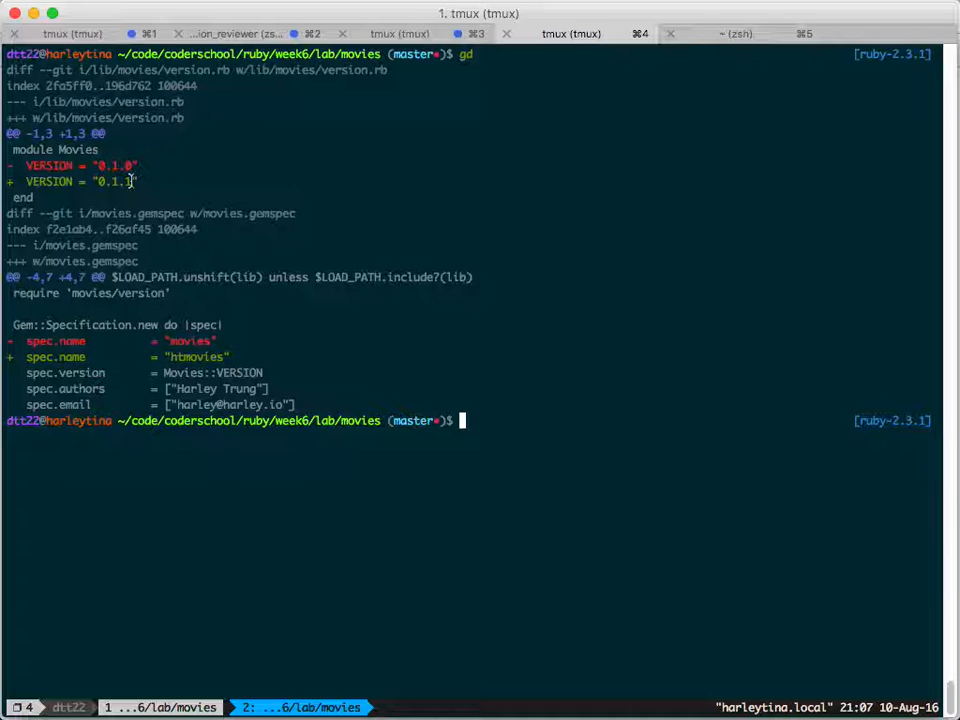 1. tmux (tmux)
tmux (tmux) ⌘1 ...ion_reviewer (zs... ⌘2 tmux (tmux) ⌘3 tmux (tmux) ⌘4 ~ (zsh) ⌘5
dtt22@harleytina ~/code/coderschool/ruby/week6/lab/movies (master•)$ gd [ruby-2.3.1]
diff --git i/lib/movies/version.rb w/lib/movies/version.rb
index 2fa5ff0..196d762 100644
--- i/lib/movies/version.rb
+++ w/lib/movies/version.rb
@@ -1,3 +1,3 @@
module Movies
- VERSION = "0.1.0"
+ VERSION = "0.1.1"
end
diff --git i/movies.gemspec w/movies.gemspec
index f2e1ab4..f26af45 100644
--- i/movies.gemspec
+++ w/movies.gemspec
@@ -4,7 +4,7 @@ $LOAD_PATH.unshift(lib) unless $LOAD_PATH.include?(lib)
require 'movies/version'
Gem::Specification.new do |spec|
- spec.name = "movies"
+ spec.name = "htmovies"
spec.version = Movies::VERSION
spec.authors = ["Harley Trung"]
spec.email = ["harley@harley.io"]
dtt22@harleytina ~/code/coderschool/ruby/week6/lab/movies (master•)$ [ruby-2.3.1]
4 dtt22 1 ...6/lab/movies 2: ...6/lab/movies "harleytina.local" 21:07 10-Aug-16